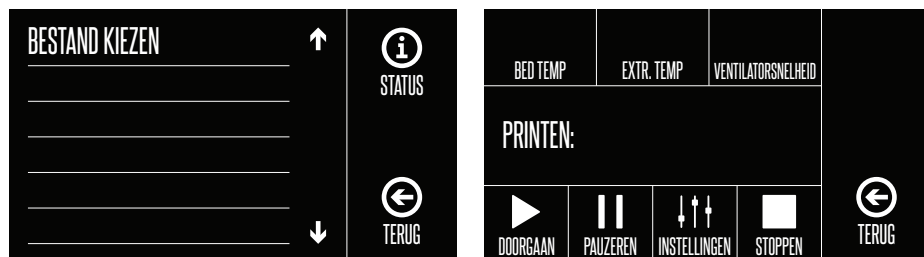 BESTAND KIEZEN
STATUS
TERUG
BED TEMP
EXTR. TEMP
VENTILATORSNELHEID
PRINTEN:
DOORGAAN
PAUZEREN
INSTELLINGEN
STOPPEN
TERUG